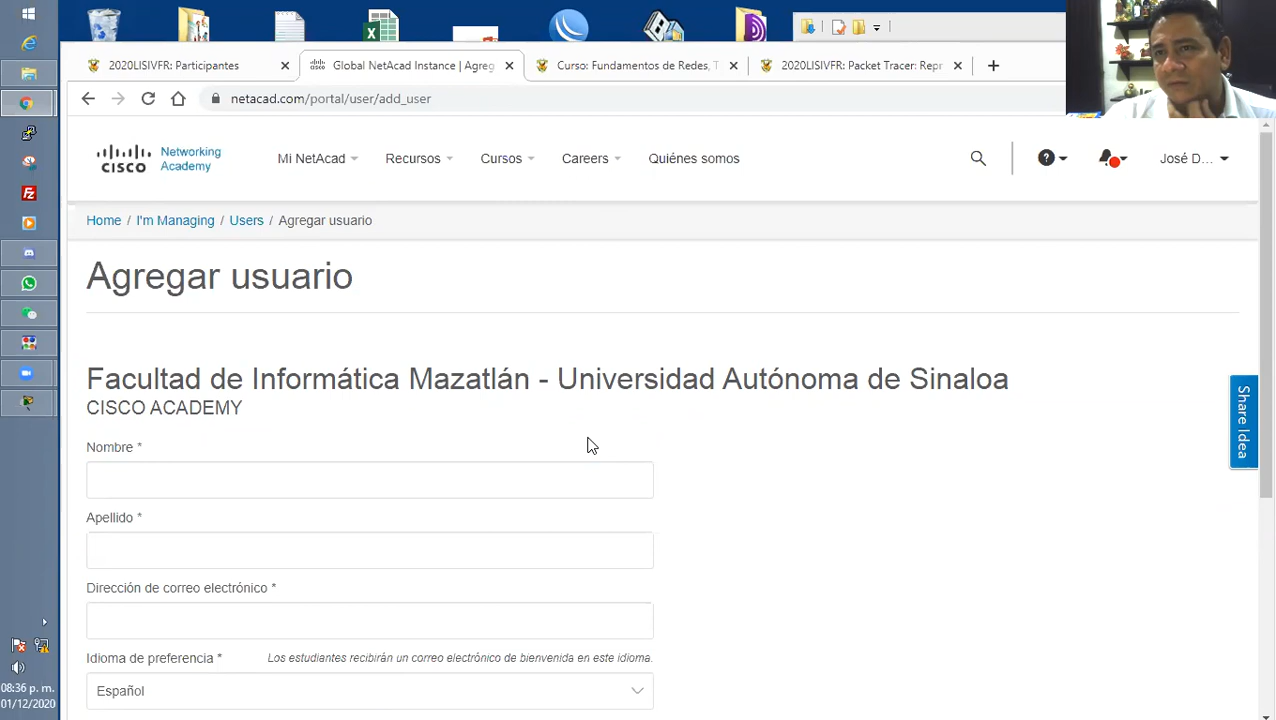 2020LISIVFR: Participantes
Global NetAcad Instance | Agreg
Curso: Fundamentos de Redes, T
2020LISIVFR: Packet Tracer: Repr
netacad.com/portal/user/add_user
CISCO
Networking
Academy
Mi NetAcad
Recursos
Cursos
Careers
Quiénes somos
José D...
Home / I'm Managing / Users / Agregar usuario
Agregar usuario
Facultad de Informática Mazatlán - Universidad Autónoma de Sinaloa
CISCO ACADEMY
Share Idea
Nombre *
Apellido *
Dirección de correo electrónico *
Idioma de preferencia * Los estudiantes recibirán un correo electrónico de bienvenida en este idioma.
Español
08:36 p. m.
01/12/2020